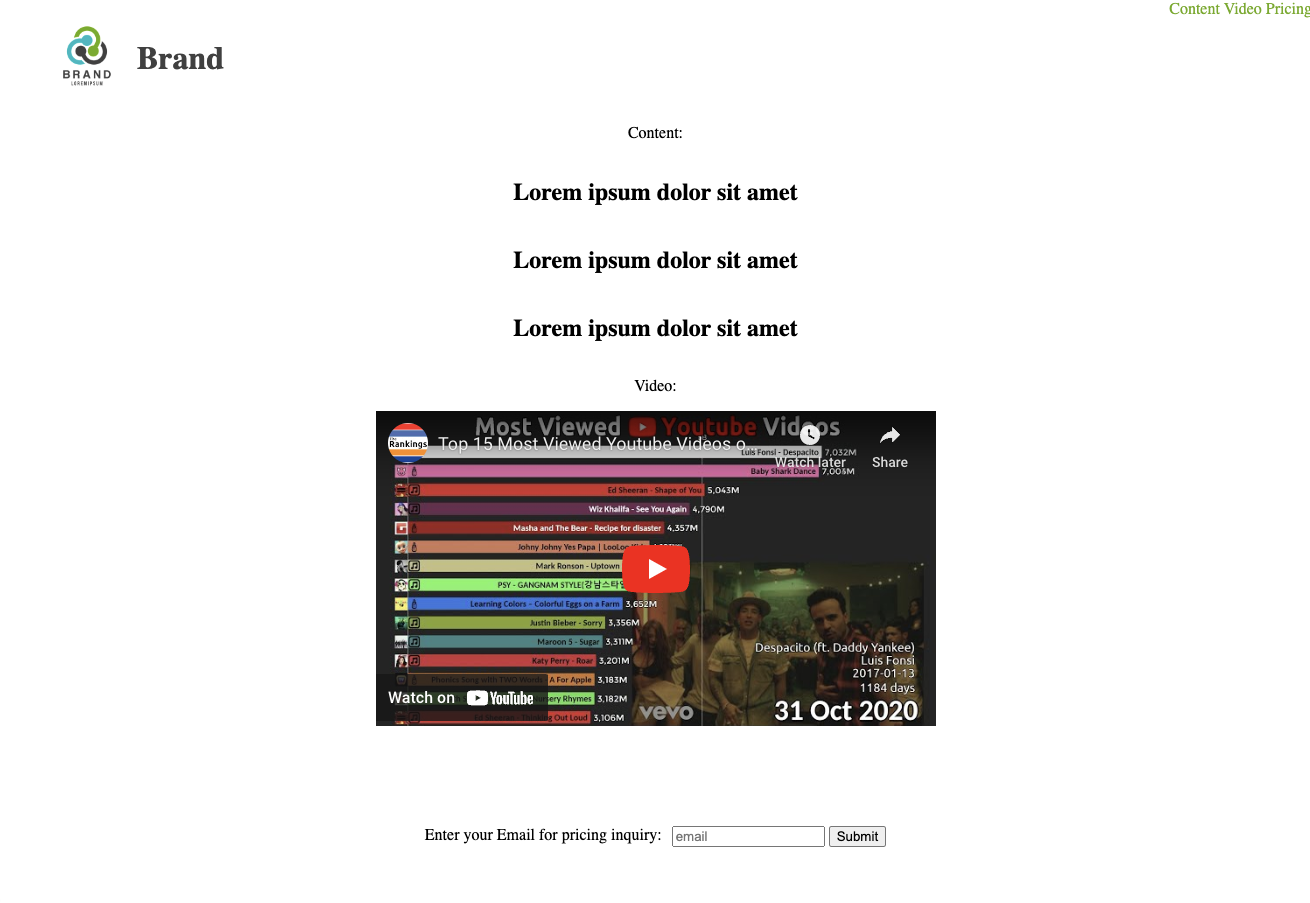 Content Video Pricing
BRAND
LOREMIPSUM
Brand
Content:
Lorem ipsum dolor sit amet
Lorem ipsum dolor sit amet
Lorem ipsum dolor sit amet
Video:
Most Viewed Youtube Videos
Rankings
Top 15 Most Viewed Youtube Videos o...
Watch later
Share
Luis Fonsi - Despacito 7,032M
Baby Shark Dance
Ed Sheeran - Shape of You 5,043M
Wiz Khalifa - See You Again 4,790M
Masha and The Bear - Recipe for disaster 4,357M
Johny Johny Yes Papa | LooLoo
Mark Ronson - Uptown
PSY - GANGNAM STYLE(강남스타일
Learning Colors – Colorful Eggs on a Farm 3,652M
Justin Bieber - Sorry 3,356M
Maroon 5 - Sugar 3,311M
Katy Perry - Roar 3,201M
Phonics Song with TWO Words - A For Apple 3,183M
Nursery Rhymes 3,182M
Ed Sheeran - Thinking Out Loud 3,106M
Watch on YouTube
vevo
Despacito (ft. Daddy Yankee)
Luis Fonsi
2017-01-13
1184 days
31 Oct 2020
Enter your Email for pricing inquiry: email Submit